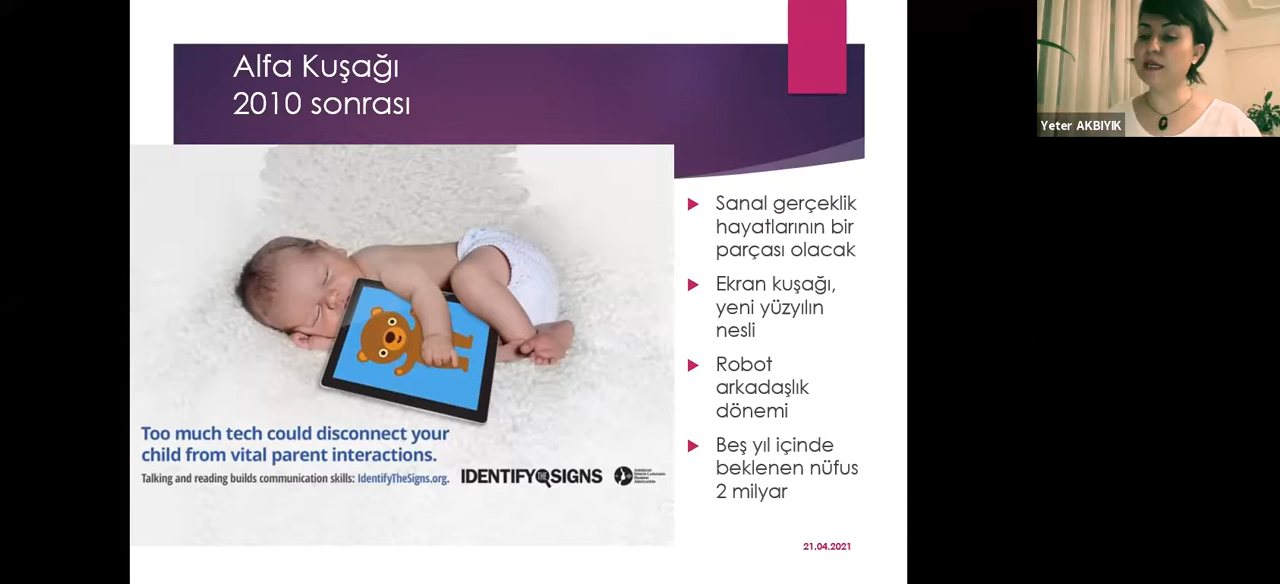 Alfa Kuşağı
2010 sonrası
Yeter AKBIYIK
Sanal gerçeklik
hayatlarının bir
parçası olacak
Ekran kuşağı,
yeni yüzyılın
nesli
Robot
arkadaşlık
dönemi
Beş yıl içinde
beklenen nüfus
2 milyar
Too much tech could disconnect your
child from vital parent interactions.
Talking and reading builds communication skills: IdentifyTheSigns.org.
IDENTIFY THE SIGNS
AMERICAN
SPEECH-LANGUAGE-
HEARING
ASSOCIATION
21.04.2021